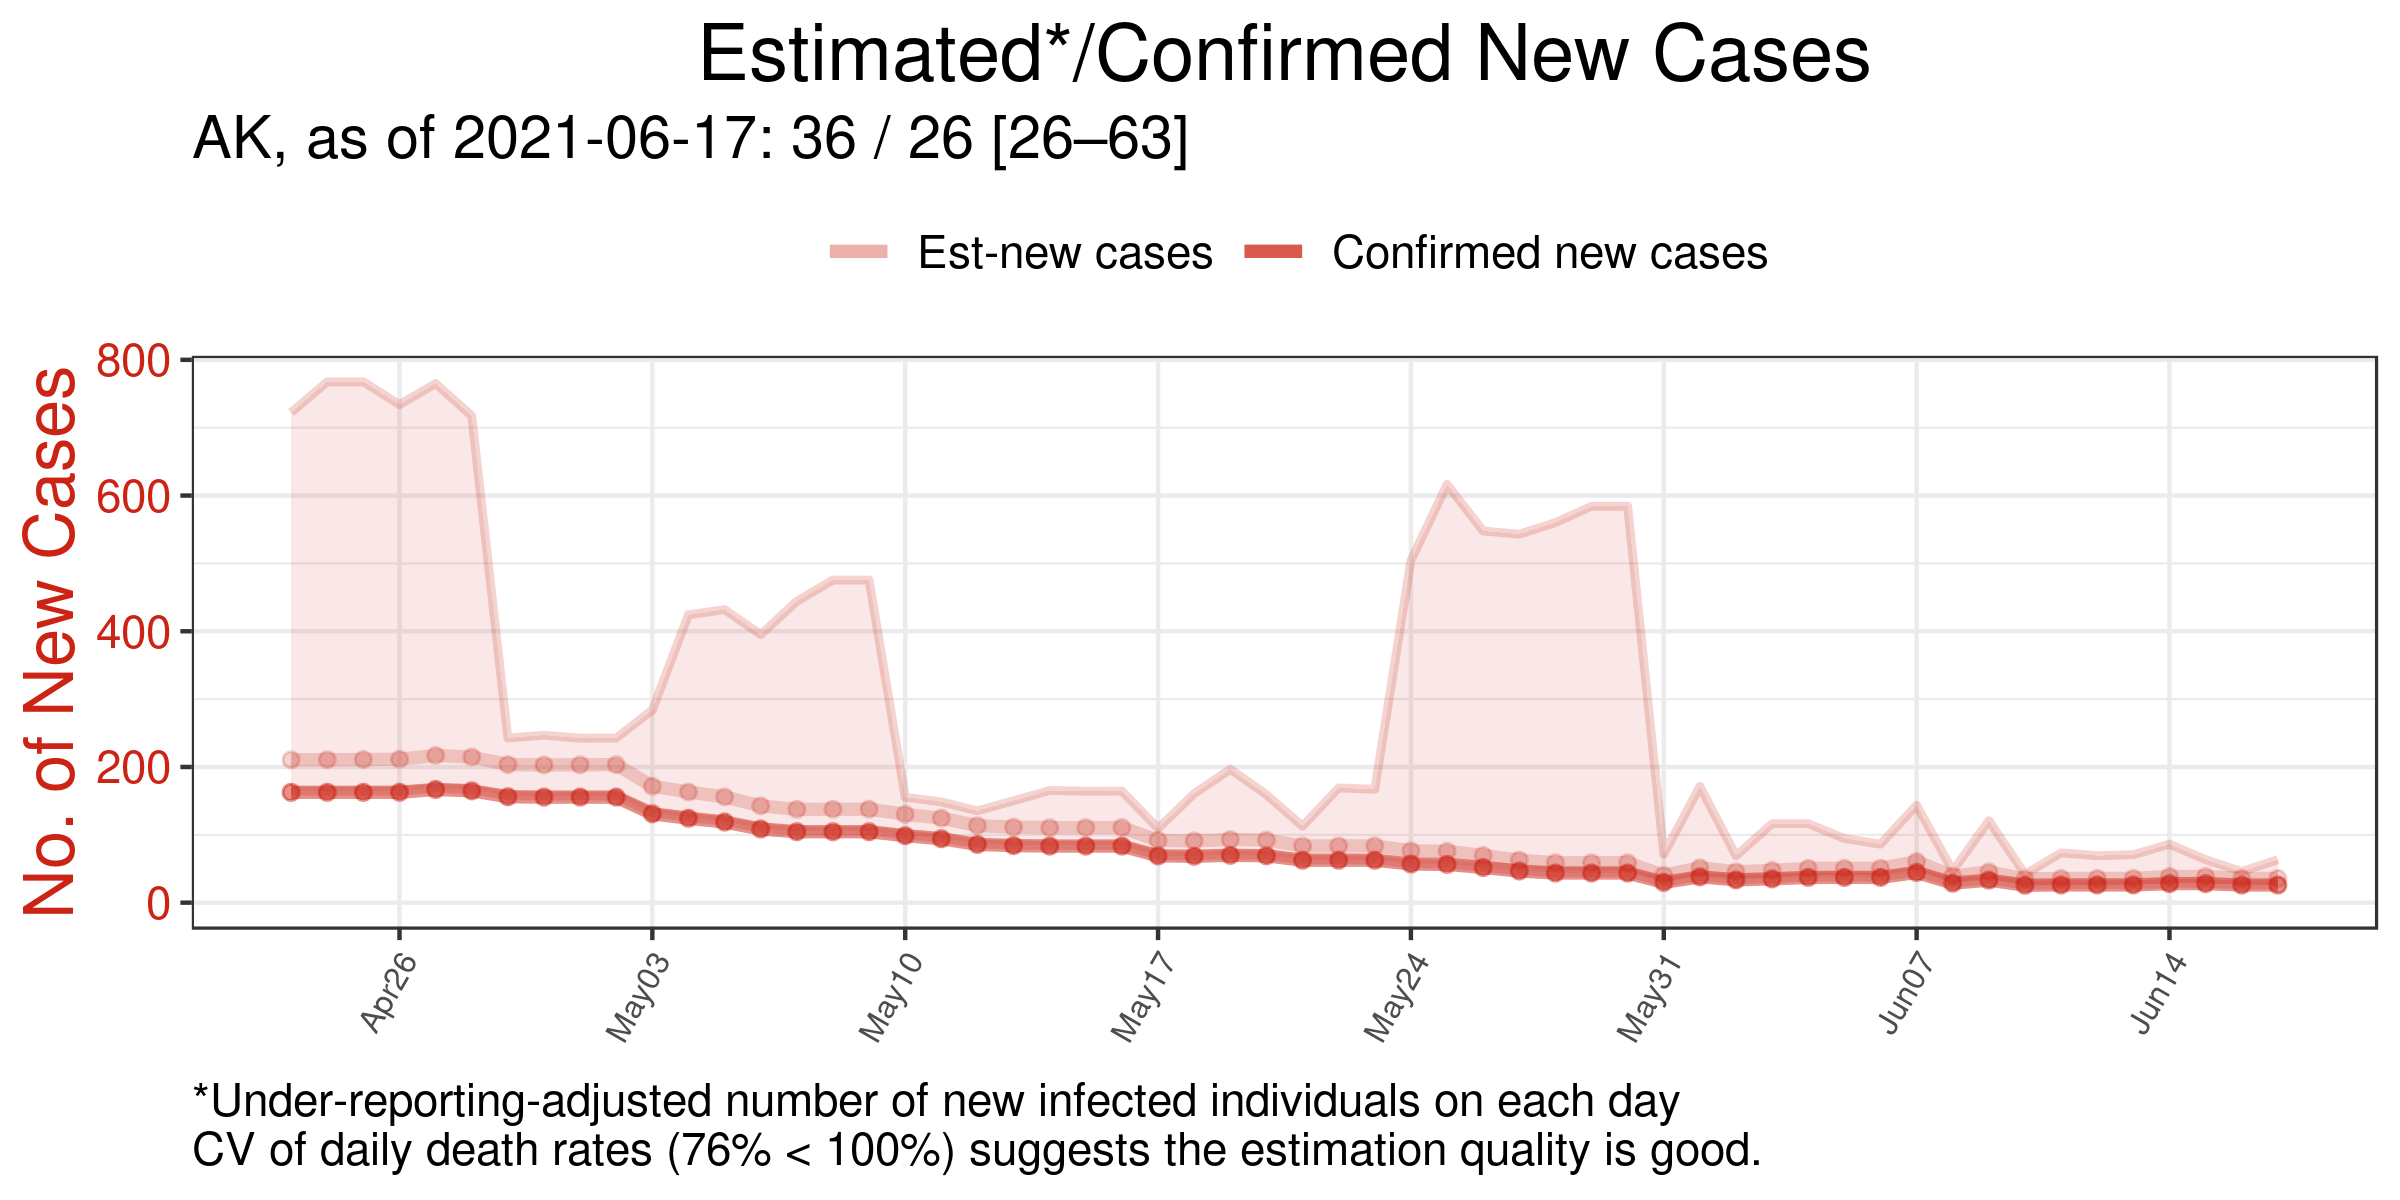 Estimated*/Confirmed New Cases
AK, as of 2021-06-17: 36 / 26 [26–63]
Est-new cases
Confirmed new cases
No. of New Cases
800
600
400
200
0
Apr26
May03
May10
May17
May24
May31
Jun07
Jun14
*Under-reporting-adjusted number of new infected individuals on each day
CV of daily death rates (76% < 100%) suggests the estimation quality is good.